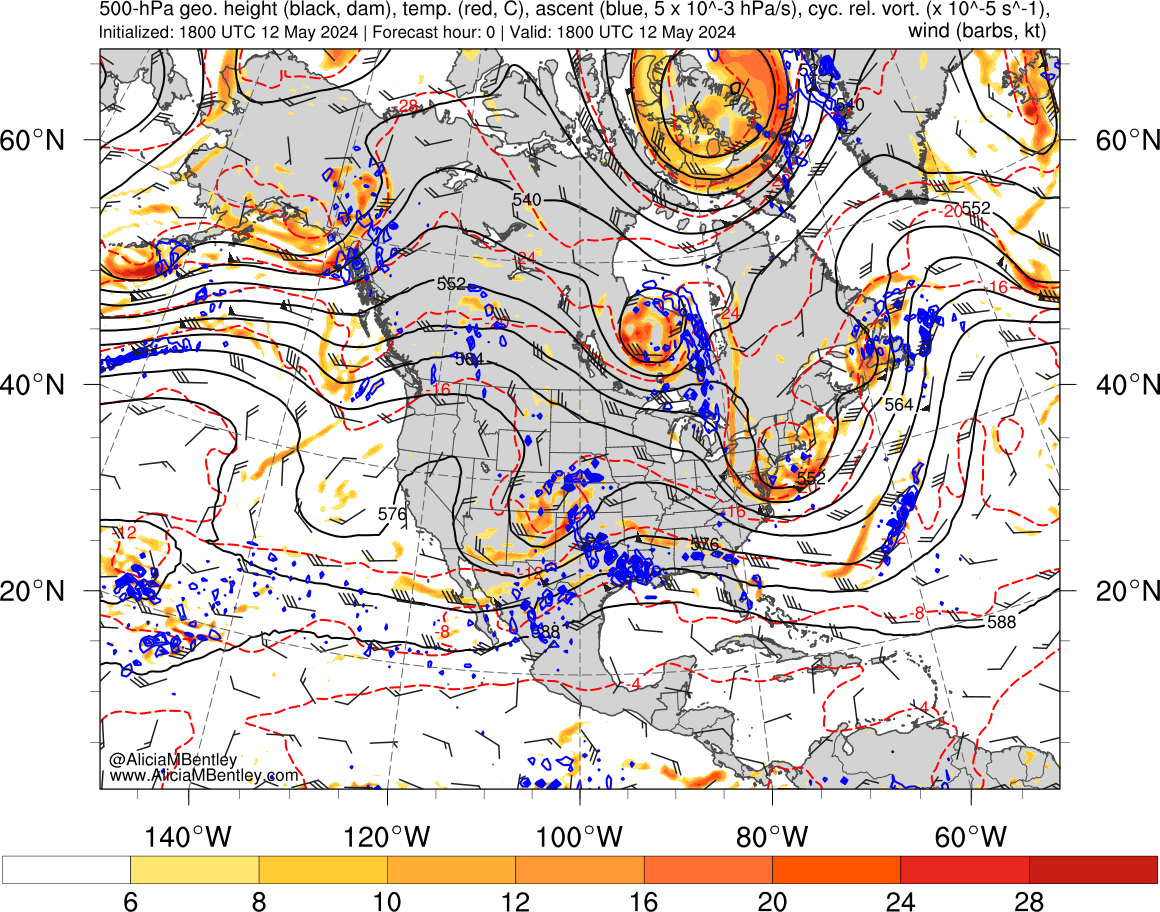 500-hPa geo. height (black, dam), temp. (red, C), ascent (blue, 5 x 10^-3 hPa/s), cyc. rel. vort. (x 10^-5 s^-1),
Initialized: 1800 UTC 12 May 2024 | Forecast hour: 0 | Valid: 1800 UTC 12 May 2024 wind (barbs, kt)
28
540
60°N 60°N
540 20 552
24
552 16
24
564
40°N 16 40°N
564
552
576 16
12 576
12
20°N 20°N
-8
-8 588 588
-4
-4
@AliciaMBentley
www.AliciaMBentley.com
140°W 120°W 100°W 80°W 60°W
6 8 10 12 16 20 24 28